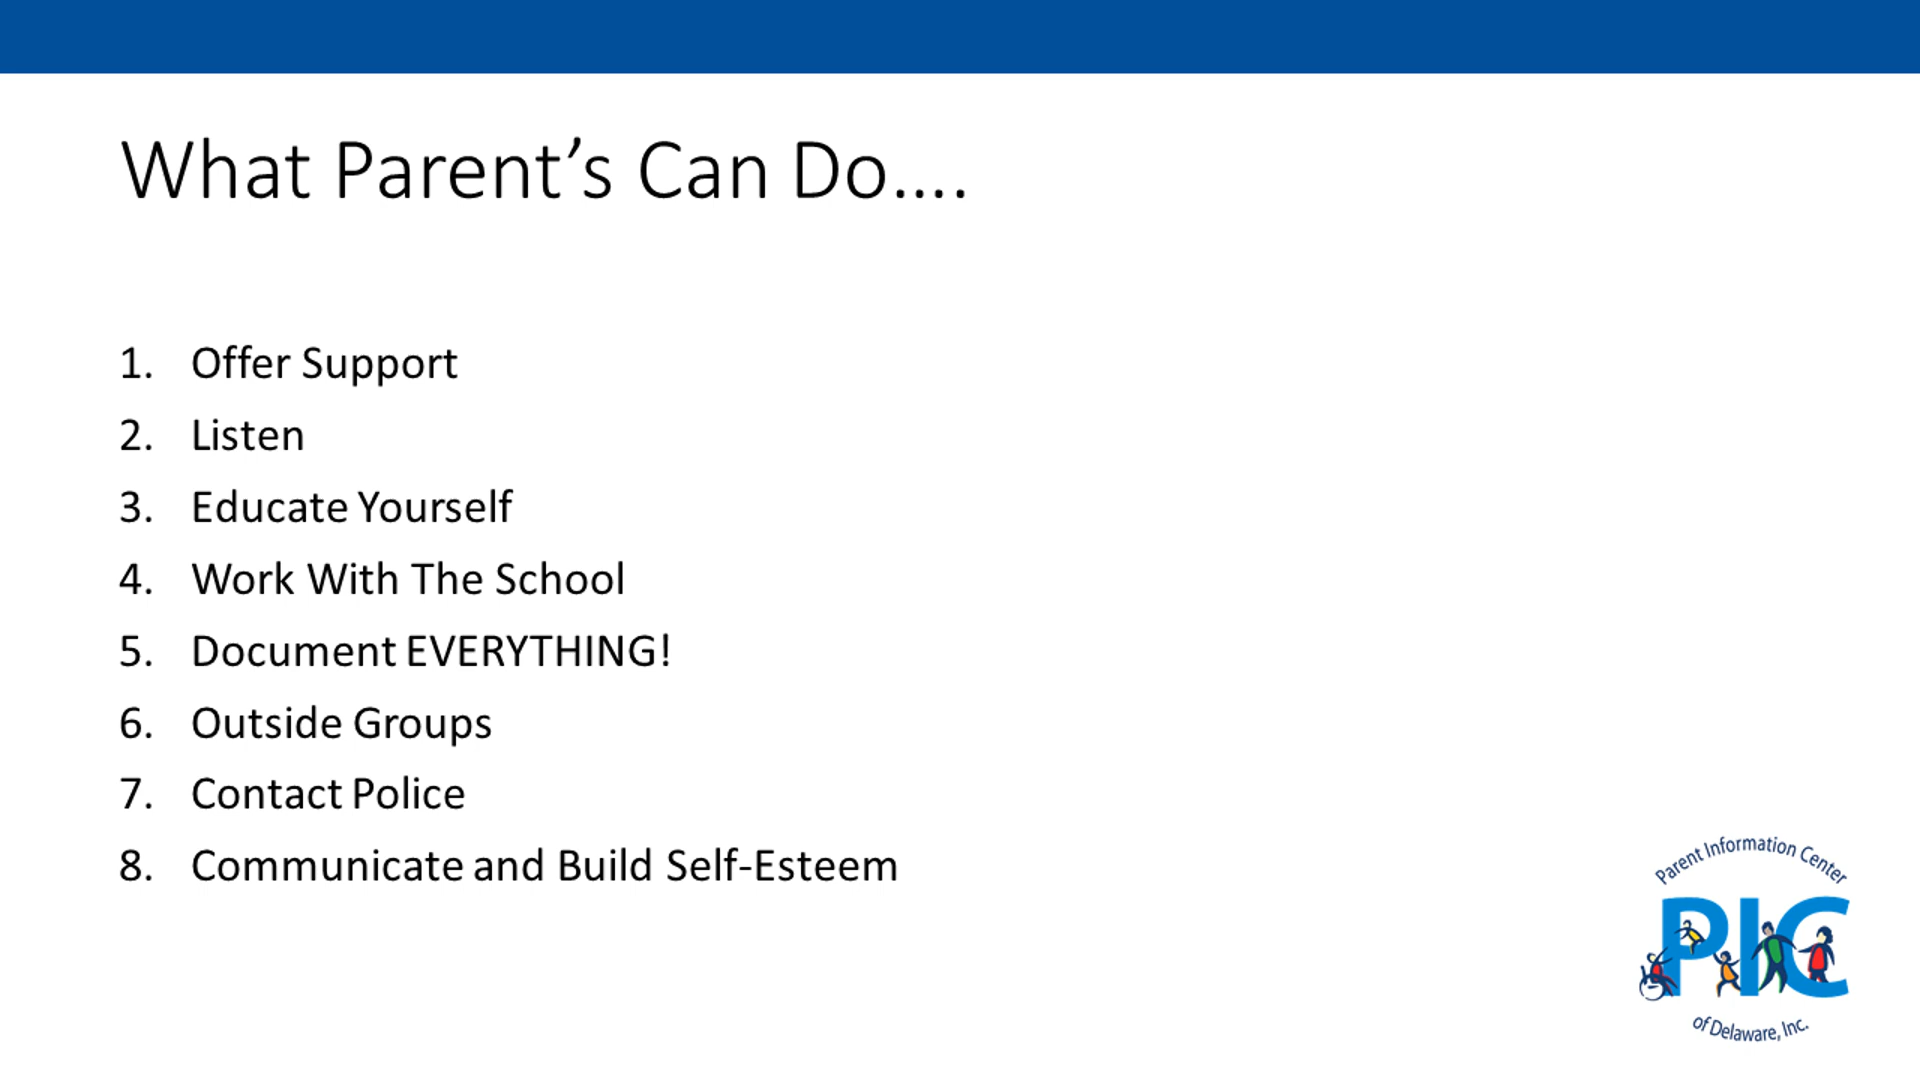 What Parent’s Can Do....
1. Offer Support
2. Listen
3. Educate Yourself
4. Work With The School
5. Document EVERYTHING!
6. Outside Groups
7. Contact Police
8. Communicate and Build Self-Esteem
Parent Information Center
PIC
of Delaware, Inc.